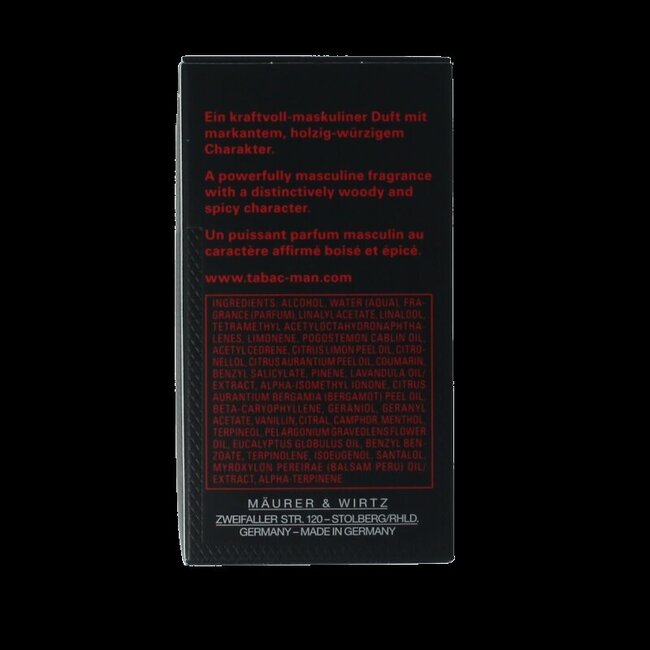 Ein kraftvoll-maskuliner Duft mit
markantem, holzig-würzigem
Charakter.
A powerfully masculine fragrance
with a distinctively woody and
spicy character.
Un puissant parfum masculin au
caractère affirmé boisé et épicé.
www.tabac-man.com
INGREDIENTS: ALCOHOL, WATER (AQUA), FRA-
GRANCE (PARFUM), LINALYL ACETATE, LINALOOL,
TETRAMETHYL ACETYLOCTAHYDRONAPHTHA-
LENES, LIMONENE, POGOSTEMON CABLIN OIL,
ACETYL CEDRENE, CITRUS LIMON PEEL OIL, CITRO-
NELLOL, CITRUS AURANTIUM PEEL OIL, COUMARIN,
BENZYL SALICYLATE, PINENE, LAVANDULA OIL/
EXTRACT, ALPHA-ISOMETHYL IONONE, CITRUS
AURANTIUM BERGAMIA (BERGAMOT) PEEL OIL,
BETA-CARYOPHYLLENE, GERANIOL, GERANYL
ACETATE, VANILLIN, CITRAL, CAMPHOR, MENTHOL,
TERPINEOL, PELARGONIUM GRAVEOLENS FLOWER
OIL, EUCALYPTUS GLOBULUS OIL, BENZYL BEN-
ZOATE, TERPINOLENE, ISOEUGENOL, SANTALOL,
MYROXYLON PEREIRAE (BALSAM PERU) OIL/
EXTRACT, ALPHA-TERPINENE
MÄURER & WIRTZ
ZWEIFALLER STR. 120 – STOLBERG/RHLD.
GERMANY – MADE IN GERMANY